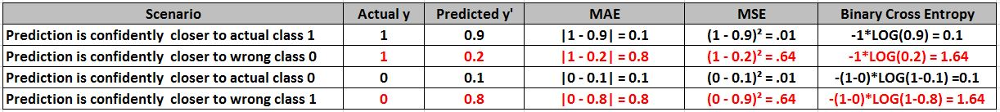 Scenario Actual y Predicted y' MAE MSE Binary Cross Entropy
Prediction is confidently closer to actual class 1 1 0.9 |1 - 0.9| = 0.1 (1 - 0.9)² = .01 -1*LOG(0.9) = 0.1
Prediction is confidently closer to wrong class 0 1 0.2 |1 - 0.2| = 0.8 (1 - 0.2)² = .64 -1*LOG(0.2) = 1.64
Prediction is confidently closer to actual class 0 0 0.1 |0 - 0.1| = 0.1 (0 - 0.1)² = .01 -(1-0)*LOG(1-0.1) =0.1
Prediction is confidently closer to wrong class 1 0 0.8 |0 - 0.8| = 0.8 (0 - 0.9)² = .64 -(1-0)*LOG(1-0.8) = 1.64